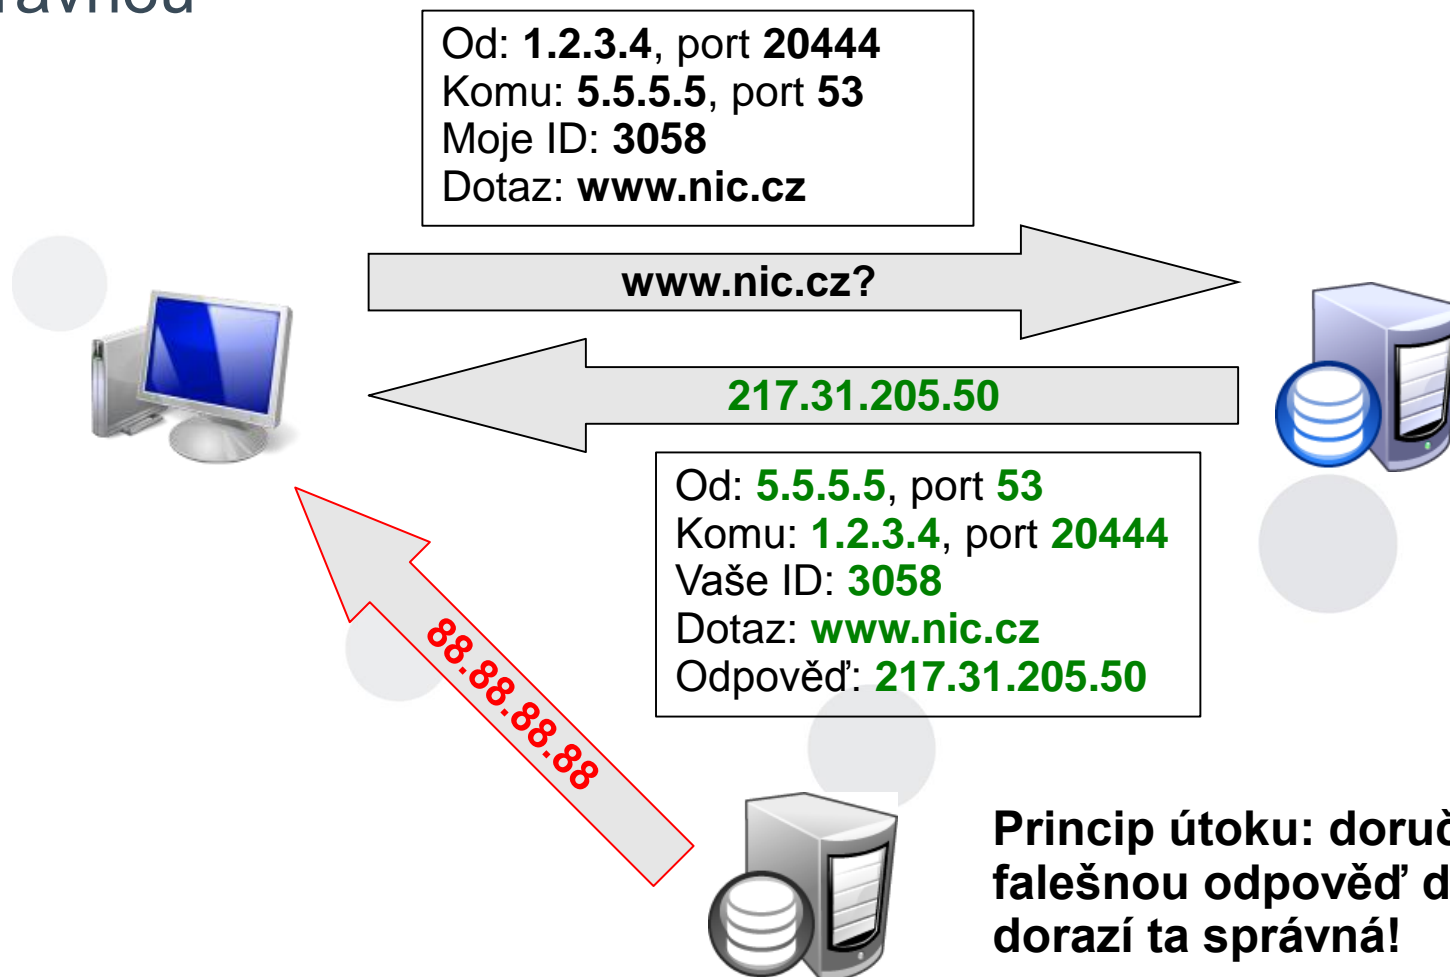 Od: 1.2.3.4, port 20444
Komu: 5.5.5.5, port 53
Moje ID: 3058
Dotaz: www.nic.cz
www.nic.cz?
217.31.205.50
Od: 5.5.5.5, port 53
Komu: 1.2.3.4, port 20444
Vaše ID: 3058
Dotaz: www.nic.cz
Odpověď: 217.31.205.50
88.88.88.88
Princip útoku:
falešnou odpověď
dorazí ta správná!